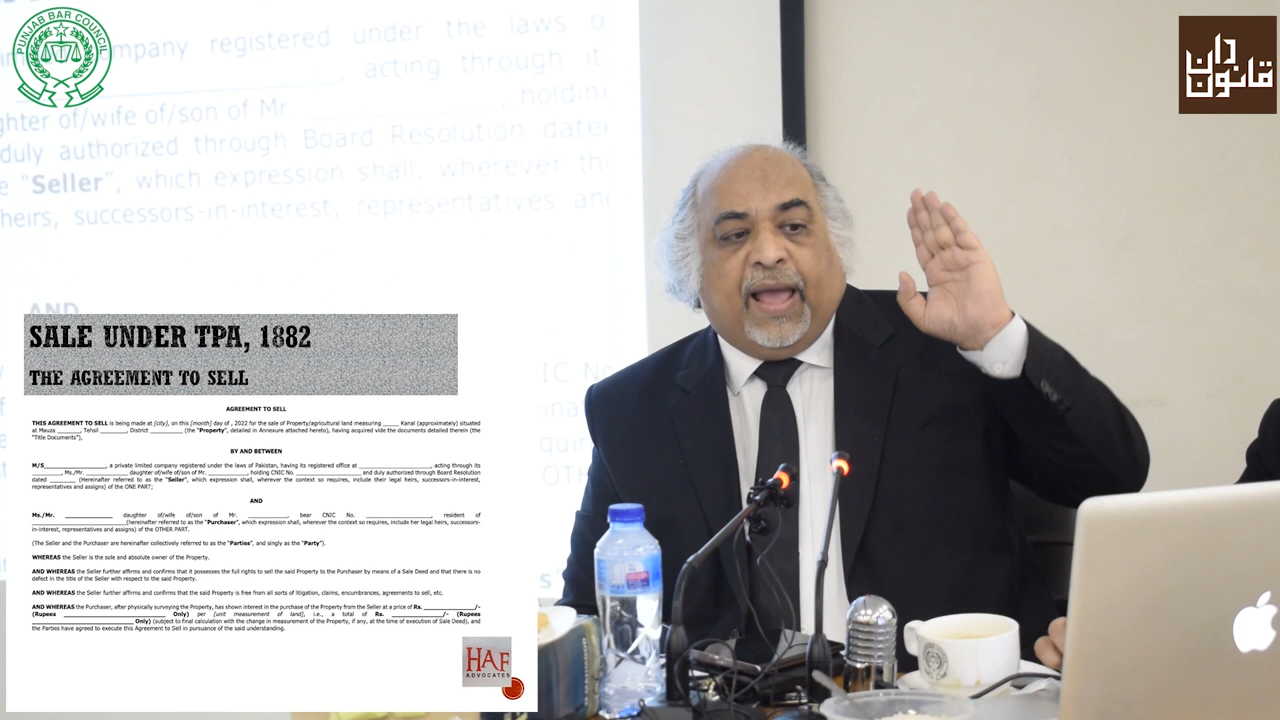 PUNJAB BAR COUNCIL
company registered under the laws
, acting through
of/wife of/son of Mr. , holding
duly authorized through Board Resolution
"Seller", which expression shall, wherever
heirs, successors-in-interest, representatives
AND
قانون دان
SALE UNDER TPA, 1882
THE AGREEMENT TO SELL
AGREEMENT TO SELL
THIS AGREEMENT TO SELL is being made at [city], on this [month] day of , 2022 for the sale of Property/agricultural land measuring _____ Kanal (approximately) situated
at Mauza _______, Tehsil _______, District _________ (the "Property", detailed in Annexure attached hereto), having acquired vide the documents detailed therein (the
"Title Documents"),
BY AND BETWEEN
M/S_______________, a private limited company registered under the laws of Pakistan, having its registered office at __________________, acting through its
________, Ms./Mr. __________ daughter of/wife of/son of Mr. __________, holding CNIC No. _________________ and duly authorized through Board Resolution
dated _______ (Hereinafter referred to as the "Seller", which expression shall, wherever the context so requires, include their legal heirs, successors-in-interest,
representatives and assigns) of the ONE PART;
AND
Ms./Mr. ____________ daughter of/wife of/son of Mr. __________, bear CNIC No. ____________, resident of
________________________(hereinafter referred to as the "Purchaser", which expression shall, wherever the context so requires, include her legal heirs, successors-
in-interest, representatives and assigns) of the OTHER PART.
(The Seller and the Purchaser are hereinafter collectively referred to as the "Parties", and singly as the "Party").
WHEREAS the Seller is the sole and absolute owner of the Property.
AND WHEREAS the Seller further affirms and confirms that it possesses the full rights to sell the said Property to the Purchaser by means of a Sale Deed and that there is no
defect in the title of the Seller with respect to the said Property.
AND WHEREAS the Seller further affirms and confirms that the said Property is free from all sorts of litigation, claims, encumbrances, agreements to sell, etc.
AND WHEREAS the Purchaser, after physically surveying the Property, has shown interest in the purchase of the Property from the Seller at a price of Rs. _____________/-
(Rupees _______________ Only) per [unit measurement of land], i.e., a total of Rs. _____________/- (Rupees
__________________________ Only) (subject to final calculation with the change in measurement of the Property, if any, at the time of execution of Sale Deed), and
the Parties have agreed to execute this Agreement to Sell in pursuance of the said understanding.
HAF
ADVOCATES